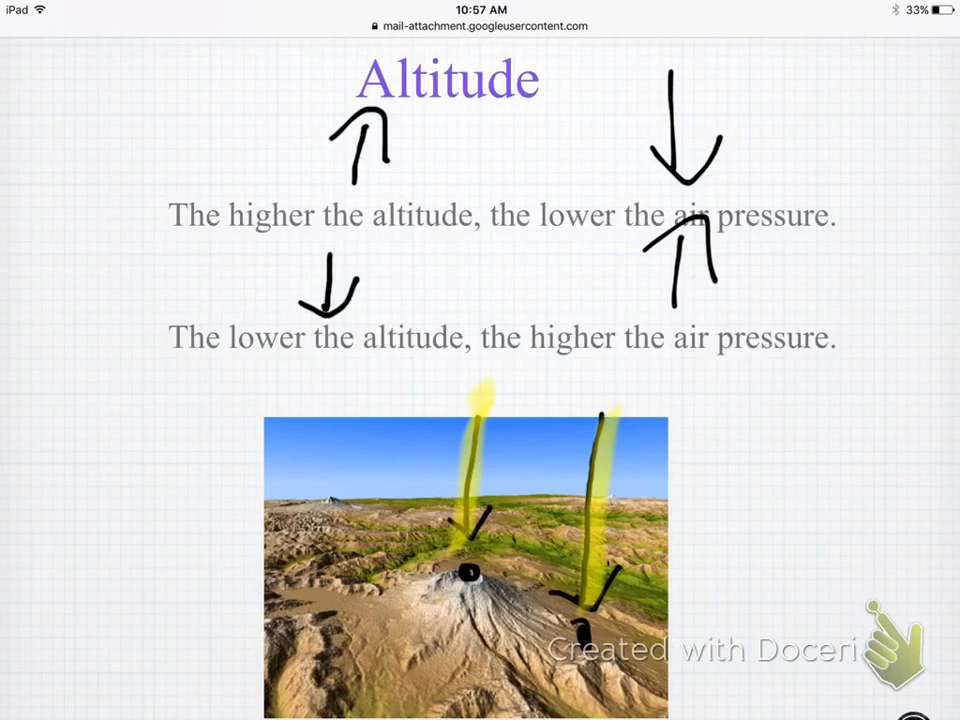 iPad 10:57 AM 33%
mail-attachment.googleusercontent.com
Altitude
The higher the altitude, the lower the air pressure.
The lower the altitude, the higher the air pressure.
Created with Doceri